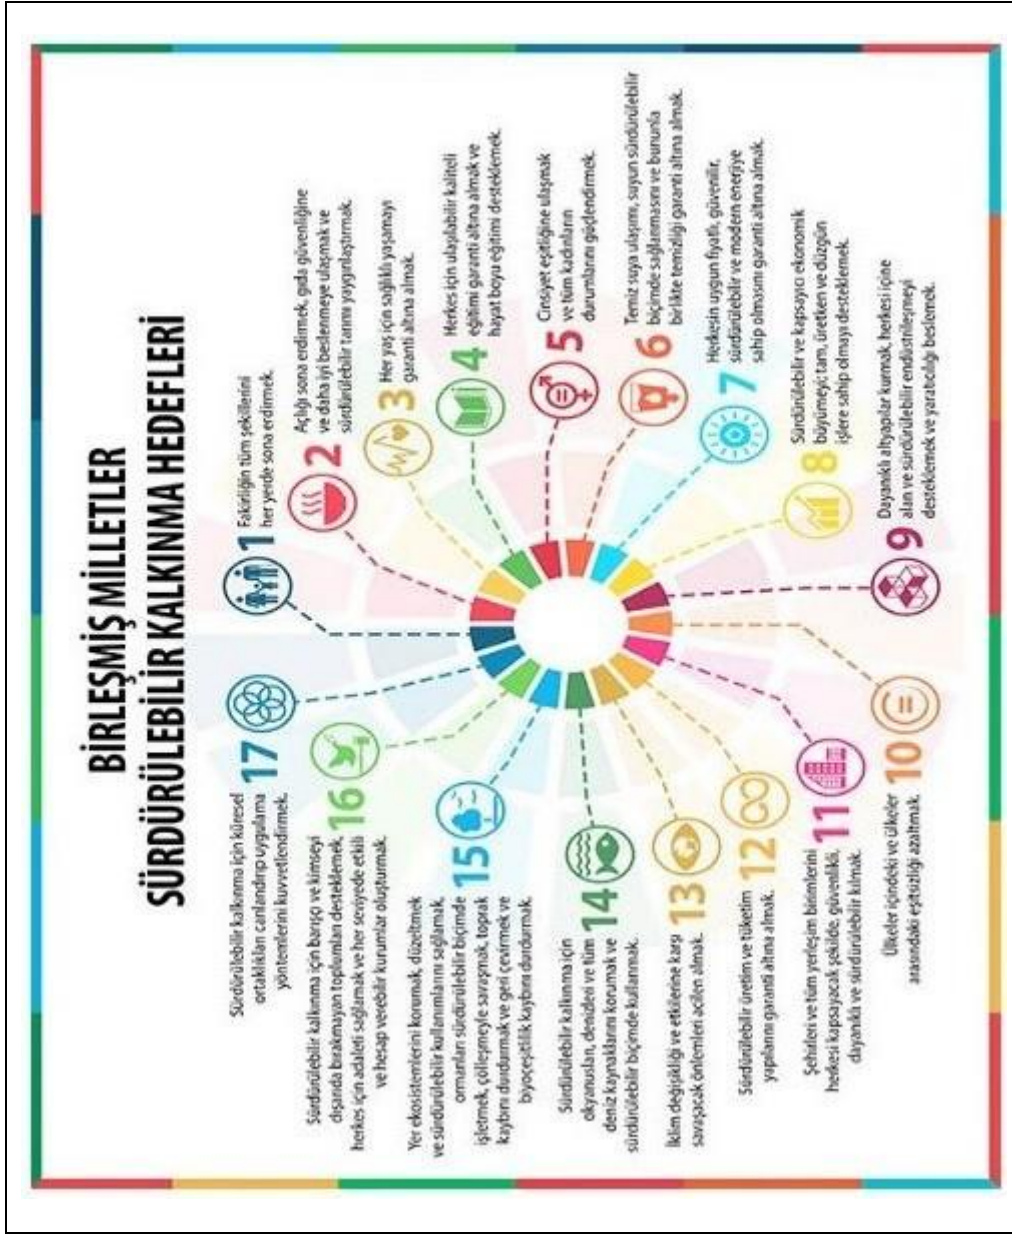 BİRLEŞMİŞ MİLLETLER
SÜRDÜRÜLEBİLİR KALKINMA HEDEFLERİ
1
Fakirliğin tüm şekillerini
her yerde sona erdirmek.
2
Açlığı sona erdirmek, gıda güvenliğine
ve daha iyi beslenmeye ulaşmak ve
sürdürülebilir tarımı yaygınlaştırmak.
3
Her yaş için sağlıklı yaşamayı
garanti altına almak.
4
Herkes için ulaşılabilir kaliteli
eğitimi garanti altına almak ve
hayat boyu eğitimi desteklemek.
5
Cinsiyet eşitliğine ulaşmak
ve tüm kadınların
durumlarını güçlendirmek.
6
Temiz suya ulaşımı, suyun sürdürülebilir
biçimde sağlanmasını ve bununla
birlikte temizliği garanti altına almak.
7
Herkesin uygun fiyatlı, güvenilir,
sürdürülebilir ve modern enerjiye
sahip olmasını garanti altına almak.
8
Sürdürülebilir ve kapsayıcı ekonomik
büyümeyi; tam, üretken ve düzgün
işlere sahip olmayı desteklemek.
9
Dayanıklı altyapılar kurmak, herkesi içine
alan ve sürdürülebilir endüstrileşmeyi
desteklemek ve yaratıcılığı beslemek.
10
Ülkeler içindeki ve ülkeler
arasındaki eşitsizliği azaltmak.
11
Şehirleri ve tüm yerleşim birimlerini
herkesi kapsayacak şekilde, güvenlikli,
dayanıklı ve sürdürülebilir kılmak.
12
Sürdürülebilir üretim ve tüketim
yapılarını garanti altına almak.
13
İklim değişikliği ve etkilerine karşı
savaşacak önlemleri acilen almak.
14
Sürdürülebilir kalkınma için
okyanusları, denizleri ve tüm
deniz kaynaklarını korumak ve
sürdürülebilir biçimde kullanmak.
15
Yer ekosistemlerini korumak, düzeltmek
ve sürdürülebilir kullanımlarını sağlamak,
ormanları sürdürülebilir biçimde
işletmek, çölleşmeyle savaşmak, toprak
kaybını durdurmak ve geri çevirmek ve
biyoçeşitlilik kaybını durdurmak.
16
Sürdürülebilir kalkınma için barışçı ve kimseyi
dışarıda bırakmayan toplumları desteklemek,
herkes için adaleti sağlamak ve her seviyede etkili
ve hesap verebilir kurumlar oluşturmak.
17
Sürdürülebilir kalkınma için küresel
ortaklıkları canlandırıp uygulama
yöntemlerini kuvvetlendirmek.